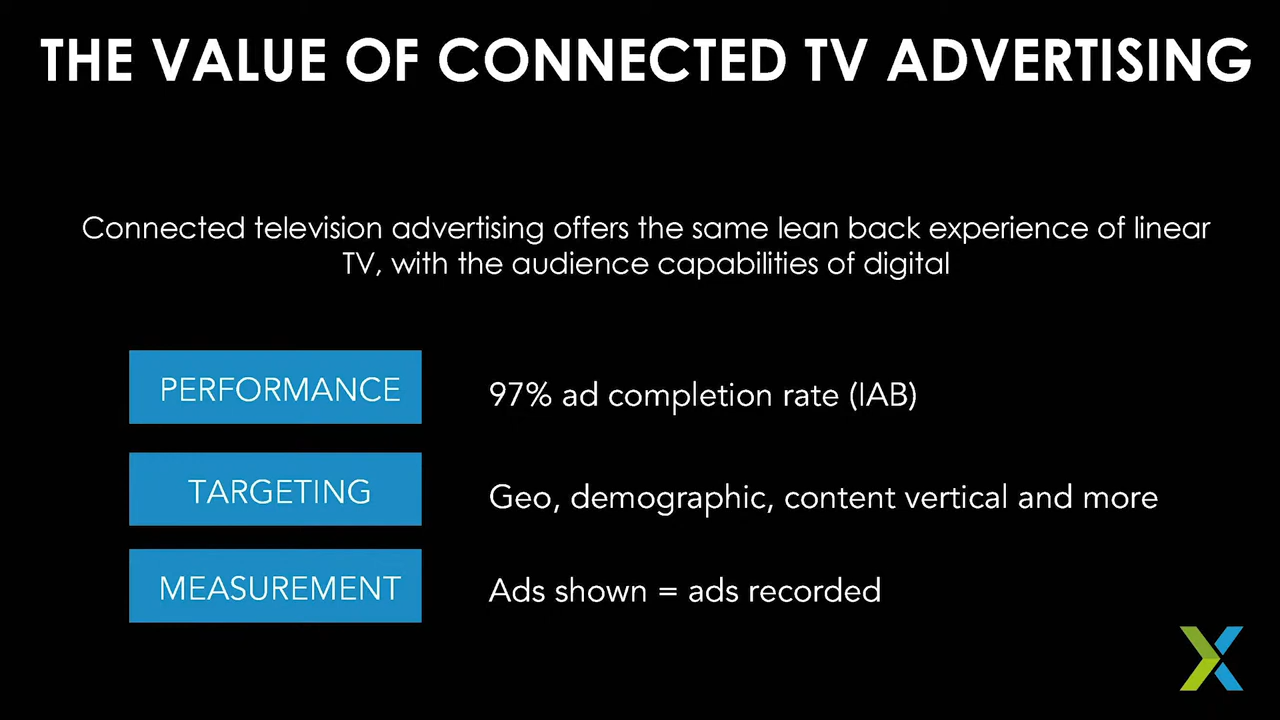 THE VALUE OF CONNECTED TV ADVERTISING
Connected television advertising offers the same lean back experience of linear
TV, with the audience capabilities of digital
PERFORMANCE
97% ad completion rate (IAB)
TARGETING
Geo, demographic, content vertical and more
MEASUREMENT
Ads shown = ads recorded